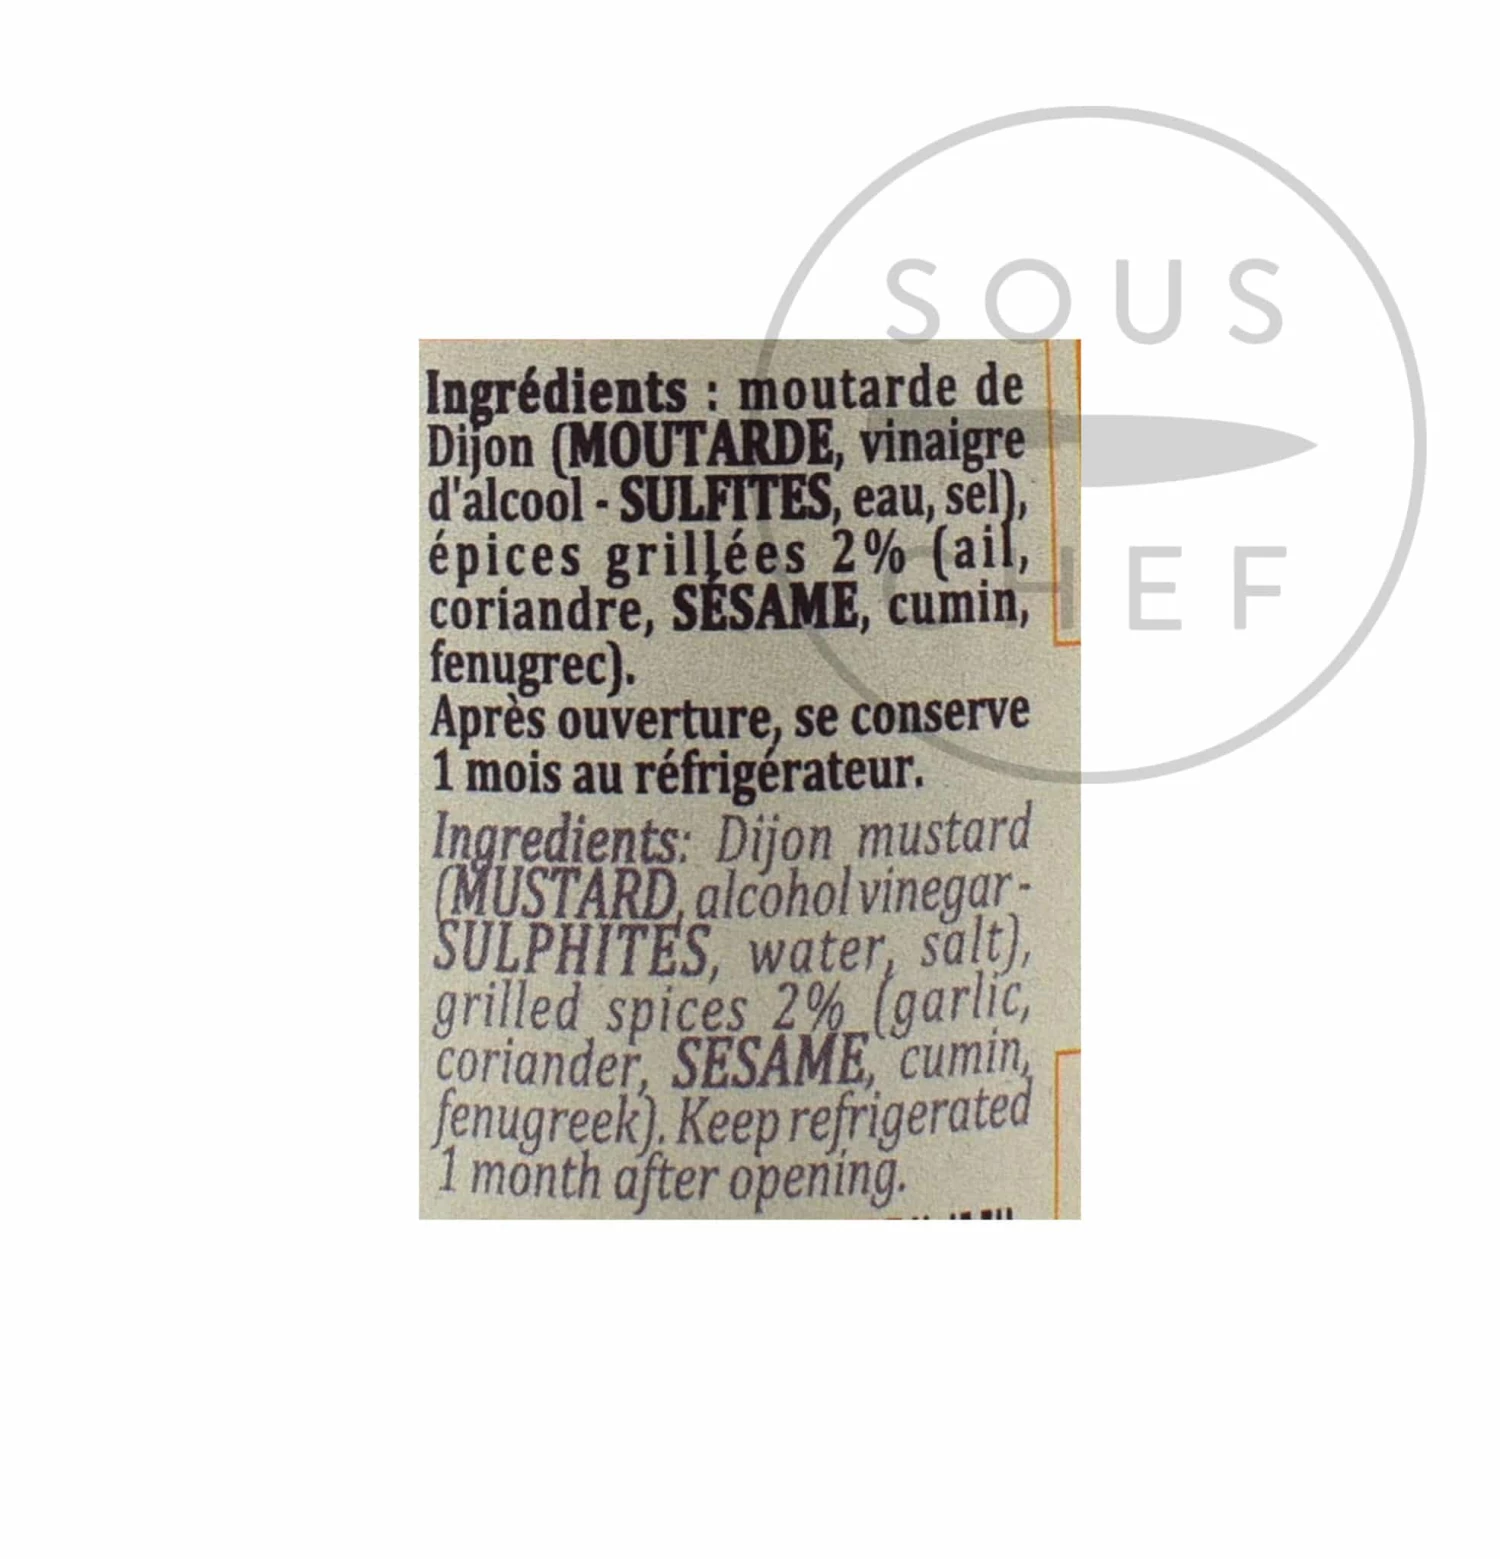 SOUS
CHEF
Ingrédients : moutarde de
Dijon (MOUTARDE, vinaigre
d'alcool - SULFITES, eau, sel),
épices grillées 2% (ail,
coriandre, SÉSAME, cumin,
fenugrec).
Après ouverture, se conserve
1 mois au réfrigérateur.
Ingredients: Dijon mustard
(MUSTARD, alcohol vinegar-
SULPHITES, water, salt),
grilled spices 2% (garlic,
coriander, SESAME, cumin,
fenugreek). Keep refrigerated
1 month after opening.